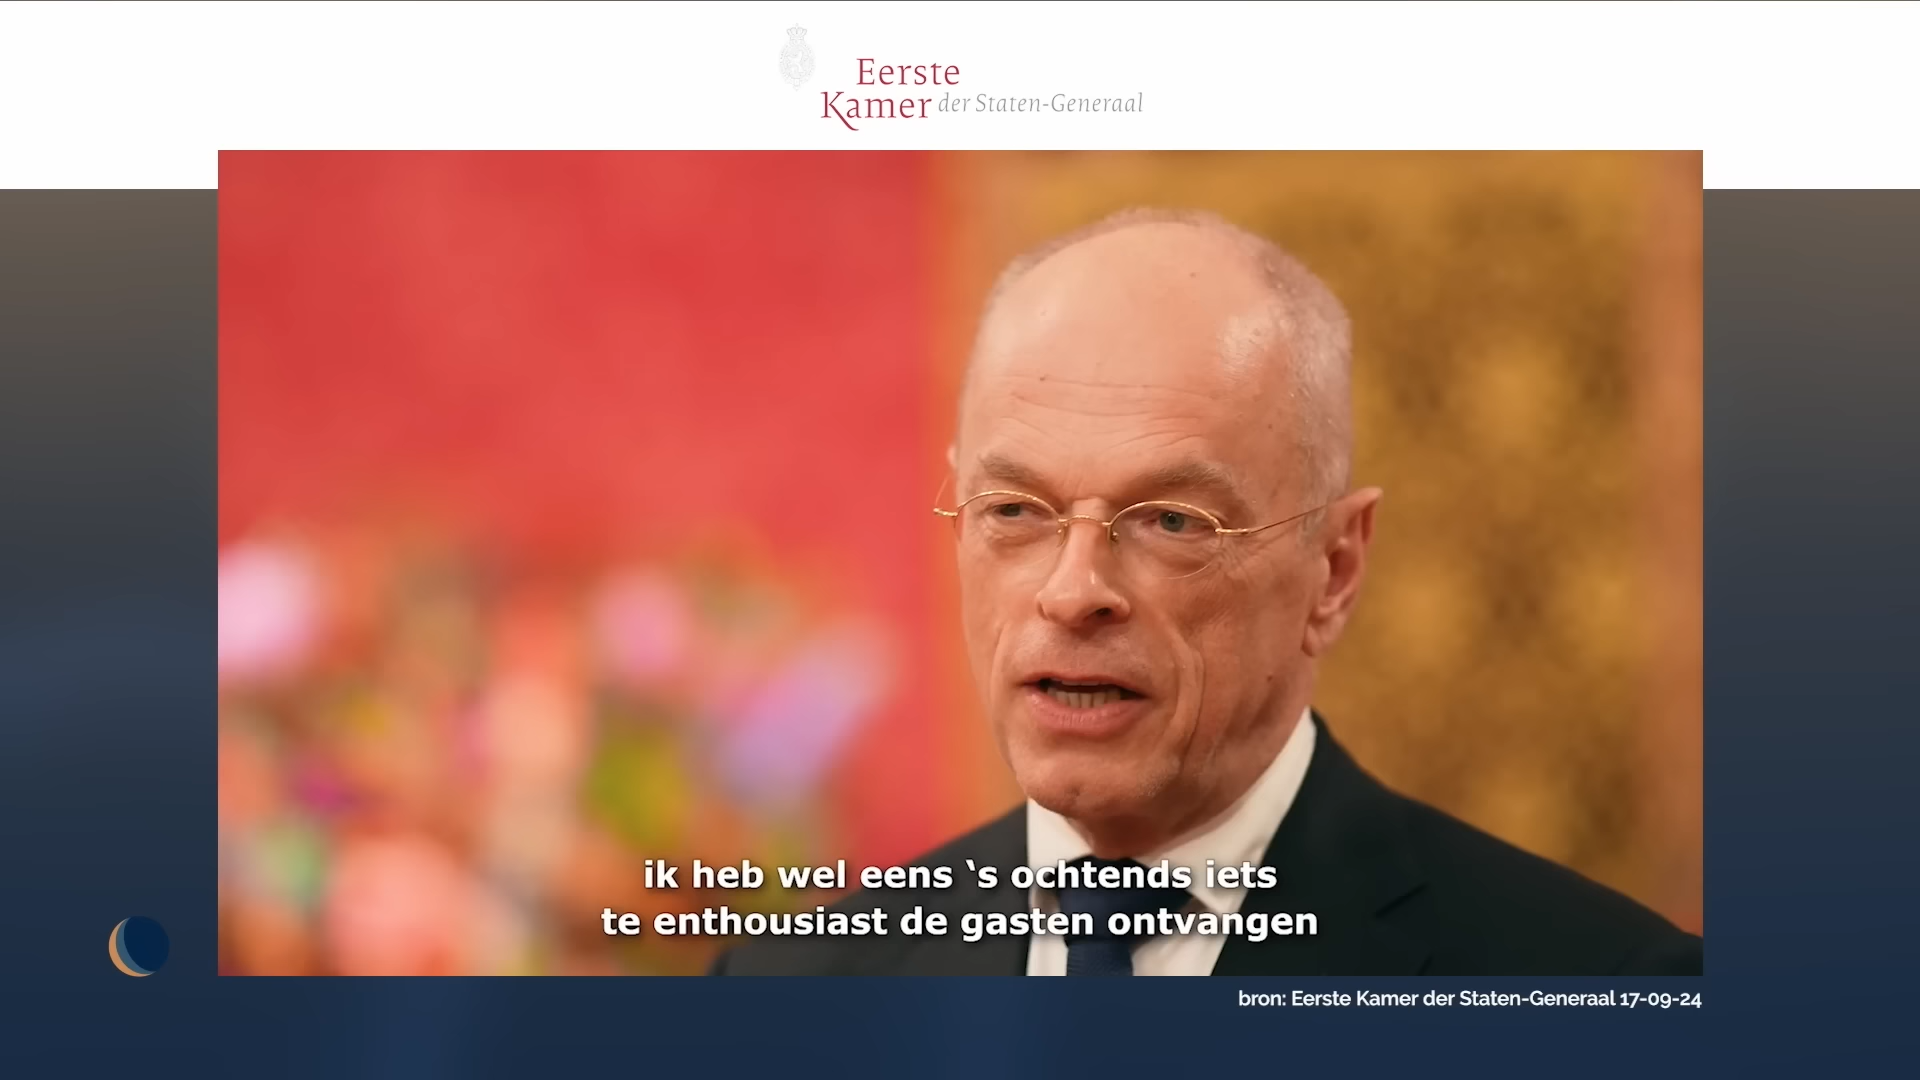 Eerste
Kamer der Staten-Generaal
ik heb wel eens ‘s ochtends iets
te enthousiast de gasten ontvangen
bron: Eerste Kamer der Staten-Generaal 17-09-24